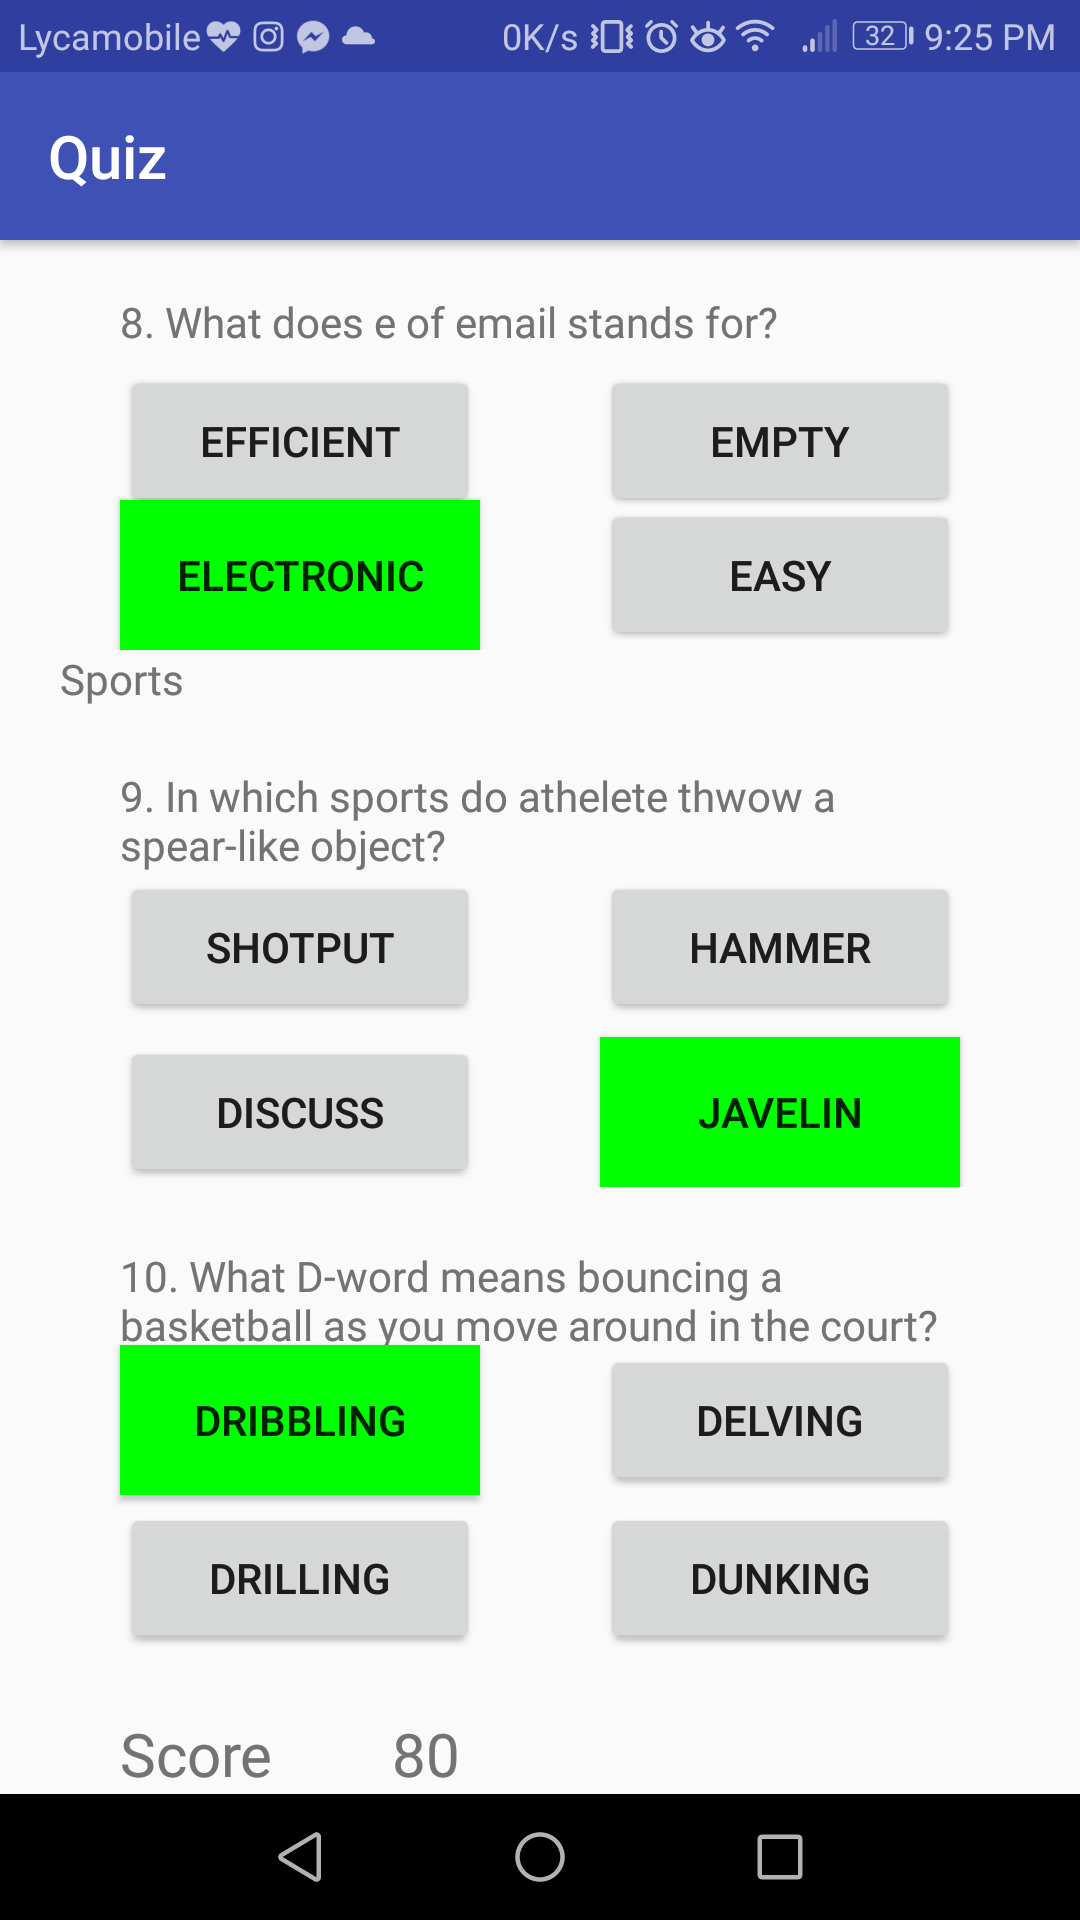 Lycamobile 0K/s 32 9:25 PM
Quiz
8. What does e of email stands for?
EFFICIENT EMPTY
ELECTRONIC EASY
Sports
9. In which sports do athelete thwow a
spear-like object?
SHOTPUT HAMMER
DISCUSS JAVELIN
10. What D-word means bouncing a
basketball as you move around in the court?
DRIBBLING DELVING
DRILLING DUNKING
Score 80